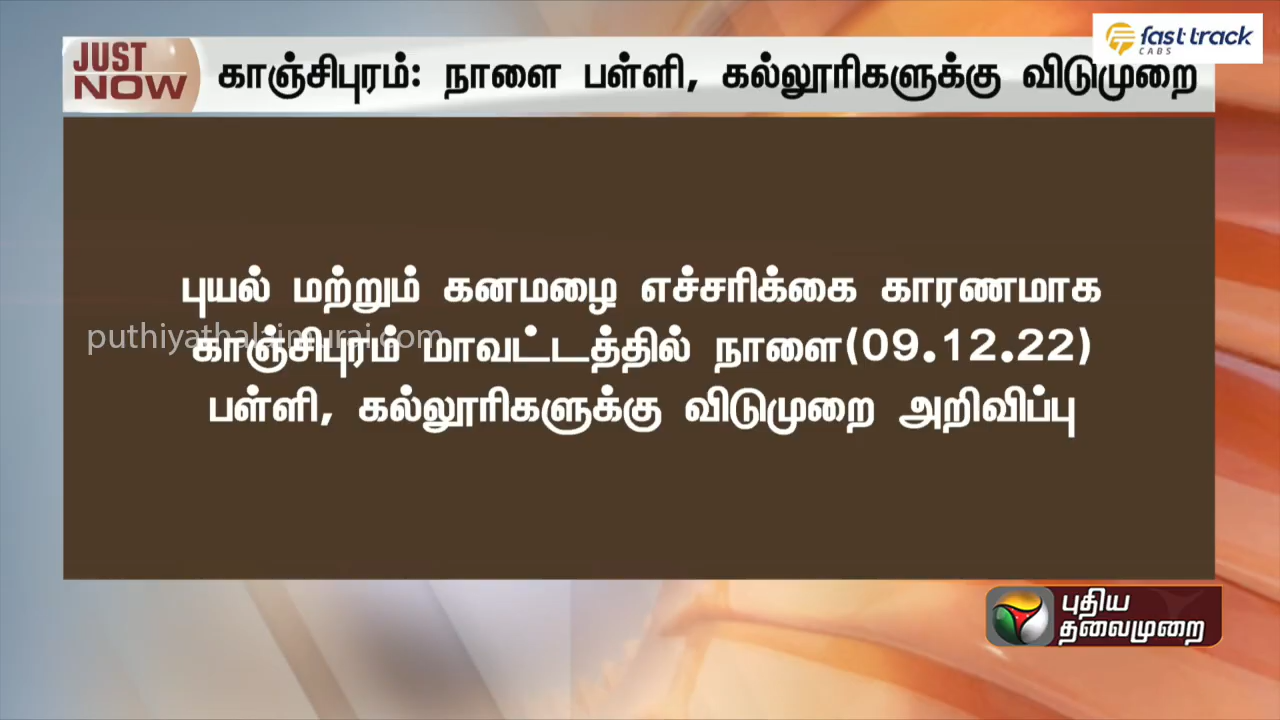 fast track
CABS
JUST
NOW
காஞ்சிபுரம்: நாளை பள்ளி, கல்லூரிகளுக்கு விடுமுறை
புயல் மற்றும் கனமழை எச்சரிக்கை காரணமாக
puthiyathalaimurai.com
காஞ்சிபுரம் மாவட்டத்தில் நாளை(09.12.22)
பள்ளி, கல்லூரிகளுக்கு விடுமுறை அறிவிப்பு
புதிய
தலைமுறை